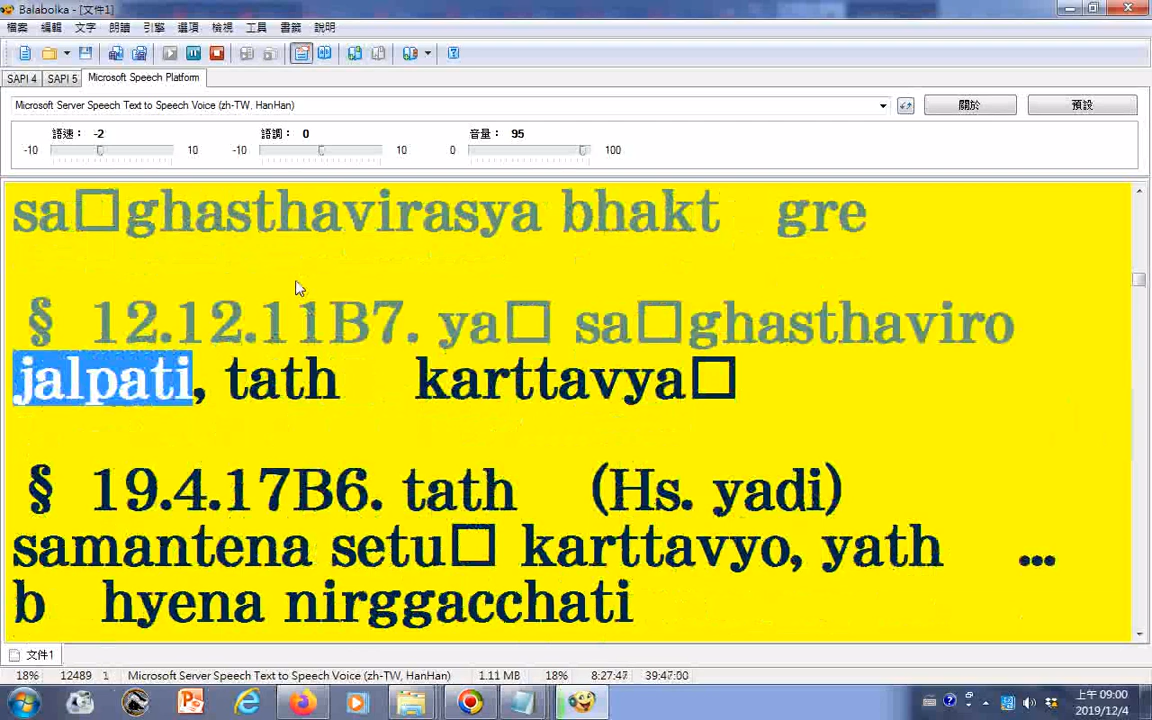 Balabolka - [文件1]
檔案 編輯 文字 朗讀 引擎 選項 檢視 工具 書籤 說明
SAPI 4 SAPI 5 Microsoft Speech Platform
Microsoft Server Speech Text to Speech Voice (zh-TW, HanHan) 關於 預設
語速： -2 語調： 0 音量： 95
-10 10 -10 10 0 100
sa□ghasthavirasya bhakt gre
§ 12.12.11B7. ya□ sa□ghasthaviro
jalpati, tath karttavya□
§ 19.4.17B6. tath (Hs. yadi)
samantena setu□ karttavyo, yath ...
b hyena nirggacchati
文件1
18% 12489 1 Microsoft Server Speech Text to Speech Voice (zh-TW, HanHan) 1.11 MB 18% 8:27:47 39:47:00
上午 09:00
2019/12/4